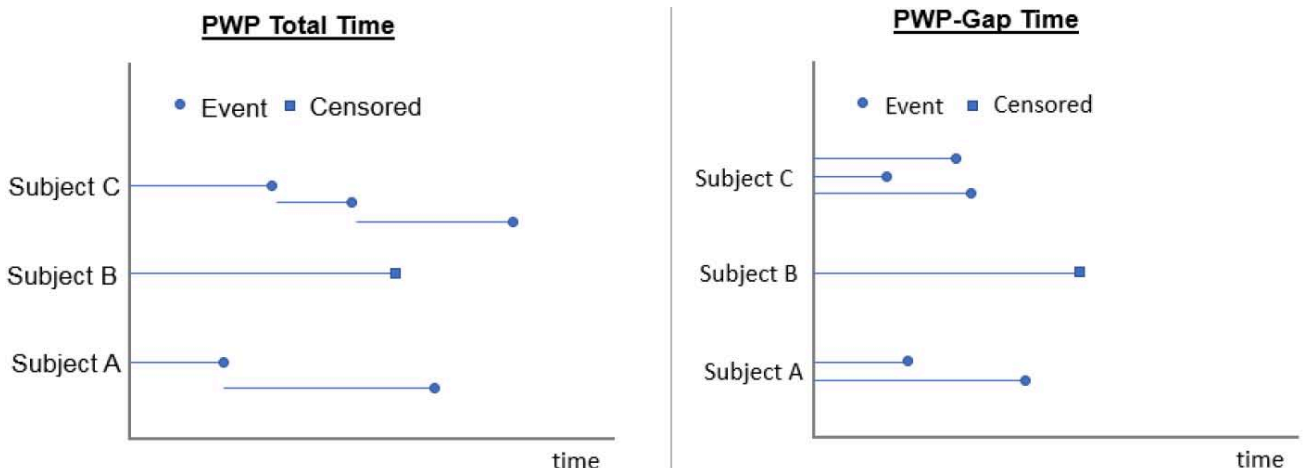 PWP Total Time
Event Censored
Subject C
Subject B
Subject A
time
PWP-Gap Time
Event Censored
Subject C
Subject B
Subject A
time